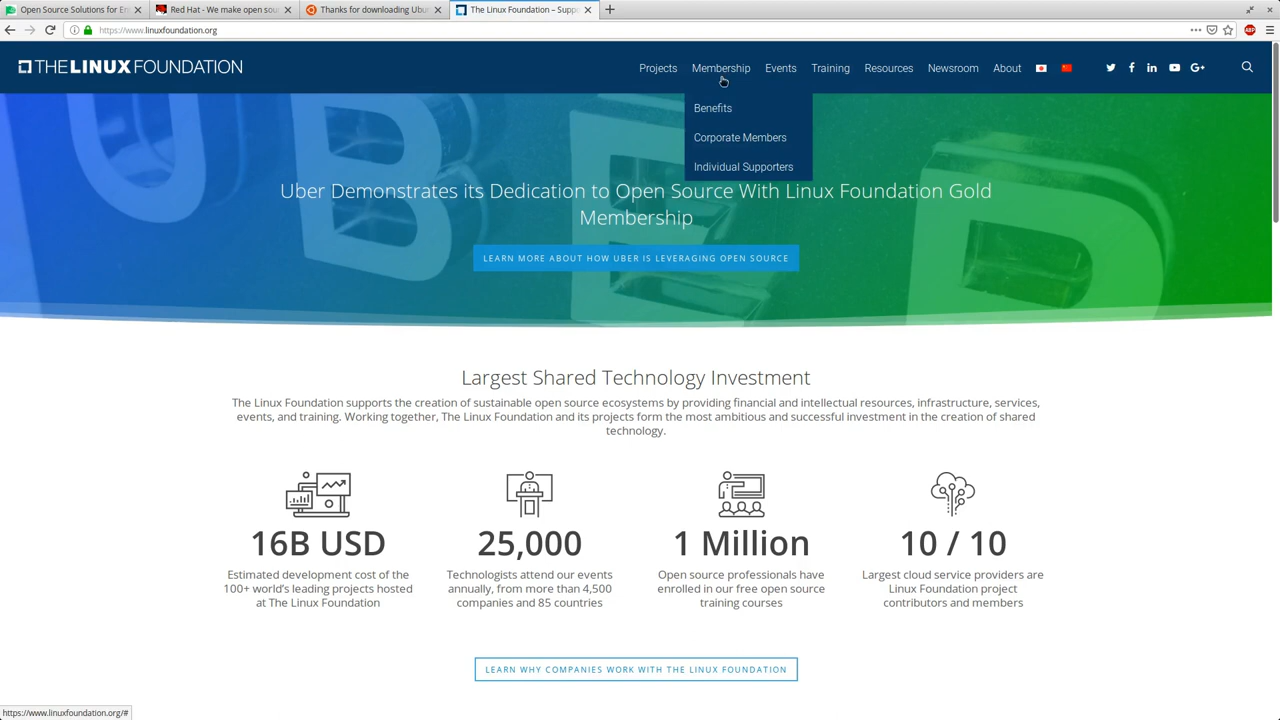 Open Source Solutions for En
Red Hat - We make open sour
Thanks for downloading Ubun
The Linux Foundation – Supp
https://www.linuxfoundation.org
ABP
THE LINUX FOUNDATION
Projects
Membership
Events
Training
Resources
Newsroom
About
Benefits
Corporate Members
Individual Supporters
UBER
Uber Demonstrates its Dedication to Open Source With Linux Foundation Gold
Membership
LEARN MORE ABOUT HOW UBER IS LEVERAGING OPEN SOURCE
Largest Shared Technology Investment
The Linux Foundation supports the creation of sustainable open source ecosystems by providing financial and intellectual resources, infrastructure, services,
events, and training. Working together, The Linux Foundation and its projects form the most ambitious and successful investment in the creation of shared
technology.
16B USD
Estimated development cost of the
100+ world's leading projects hosted
at The Linux Foundation
25,000
Technologists attend our events
annually, from more than 4,500
companies and 85 countries
1 Million
Open source professionals have
enrolled in our free open source
training courses
10 / 10
Largest cloud service providers are
Linux Foundation project
contributors and members
LEARN WHY COMPANIES WORK WITH THE LINUX FOUNDATION
https://www.linuxfoundation.org/#